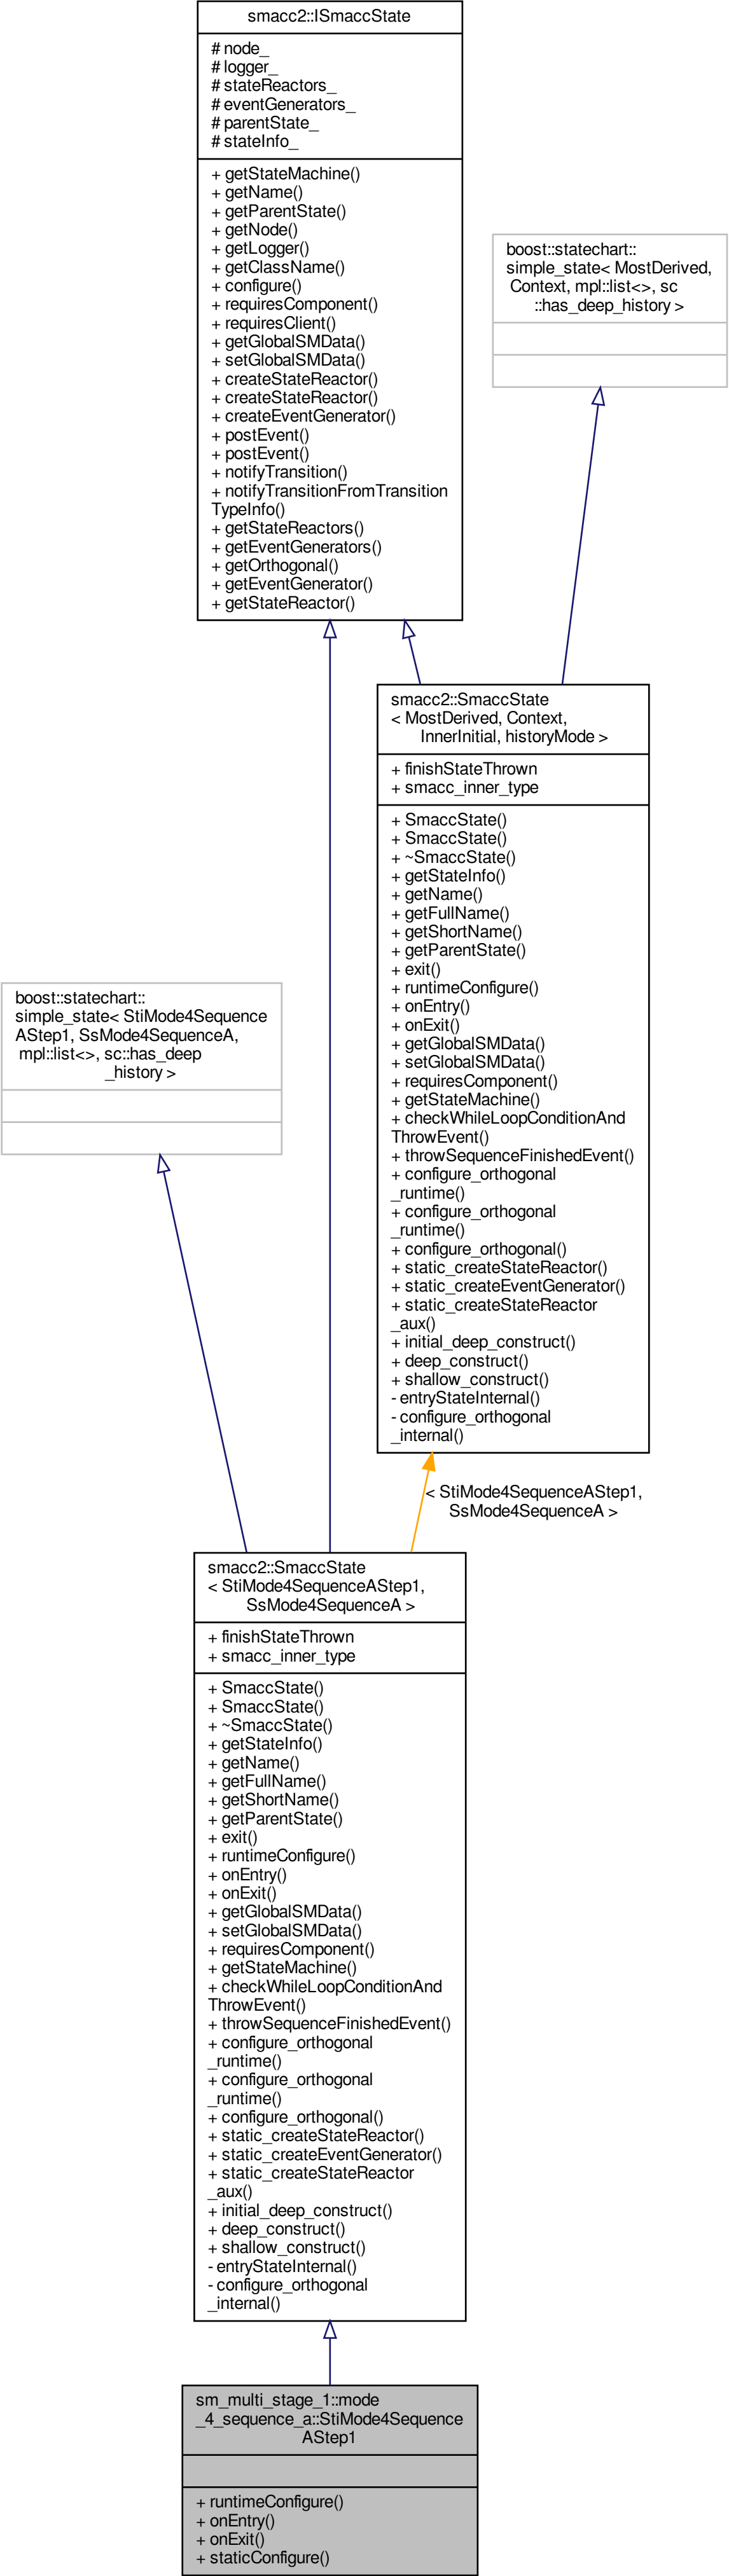 smacc2::ISmaccState
# node_
# logger_
# stateReactors_
# eventGenerators_
# parentState_
# stateInfo_
+ getStateMachine()
+ getName()
+ getParentState()
+ getNode()
+ getLogger()
+ getClassName()
+ configure()
+ requiresComponent()
+ requiresClient()
+ getGlobalSMData()
+ setGlobalSMData()
+ createStateReactor()
+ createStateReactor()
+ createEventGenerator()
+ postEvent()
+ postEvent()
+ notifyTransition()
+ notifyTransitionFromTransition
TypeInfo()
+ getStateReactors()
+ getEventGenerators()
+ getOrthogonal()
+ getEventGenerator()
+ getStateReactor()
boost::statechart::
simple_state< MostDerived,
Context, mpl::list<>, sc
::has_deep_history >
smacc2::SmaccState
< MostDerived, Context,
InnerInitial, historyMode >
+ finishStateThrown
+ smacc_inner_type
+ SmaccState()
+ SmaccState()
+ ~SmaccState()
+ getStateInfo()
+ getName()
+ getFullName()
+ getShortName()
+ getParentState()
+ exit()
+ runtimeConfigure()
+ onEntry()
+ onExit()
+ getGlobalSMData()
+ setGlobalSMData()
+ requiresComponent()
+ getStateMachine()
+ checkWhileLoopConditionAnd
ThrowEvent()
+ throwSequenceFinishedEvent()
+ configure_orthogonal
_runtime()
+ configure_orthogonal
_runtime()
+ configure_orthogonal()
+ static_createStateReactor()
+ static_createEventGenerator()
+ static_createStateReactor
_aux()
+ initial_deep_construct()
+ deep_construct()
+ shallow_construct()
- entryStateInternal()
- configure_orthogonal
_internal()
boost::statechart::
simple_state< StiMode4Sequence
AStep1, SsMode4SequenceA,
mpl::list<>, sc::has_deep
_history >
< StiMode4SequenceAStep1,
SsMode4SequenceA >
smacc2::SmaccState
< StiMode4SequenceAStep1,
SsMode4SequenceA >
+ finishStateThrown
+ smacc_inner_type
+ SmaccState()
+ SmaccState()
+ ~SmaccState()
+ getStateInfo()
+ getName()
+ getFullName()
+ getShortName()
+ getParentState()
+ exit()
+ runtimeConfigure()
+ onEntry()
+ onExit()
+ getGlobalSMData()
+ setGlobalSMData()
+ requiresComponent()
+ getStateMachine()
+ checkWhileLoopConditionAnd
ThrowEvent()
+ throwSequenceFinishedEvent()
+ configure_orthogonal
_runtime()
+ configure_orthogonal
_runtime()
+ configure_orthogonal()
+ static_createStateReactor()
+ static_createEventGenerator()
+ static_createStateReactor
_aux()
+ initial_deep_construct()
+ deep_construct()
+ shallow_construct()
- entryStateInternal()
- configure_orthogonal
_internal()
sm_multi_stage_1::mode
_4_sequence_a::StiMode4Sequence
AStep1
+ runtimeConfigure()
+ onEntry()
+ onExit()
+ staticConfigure()